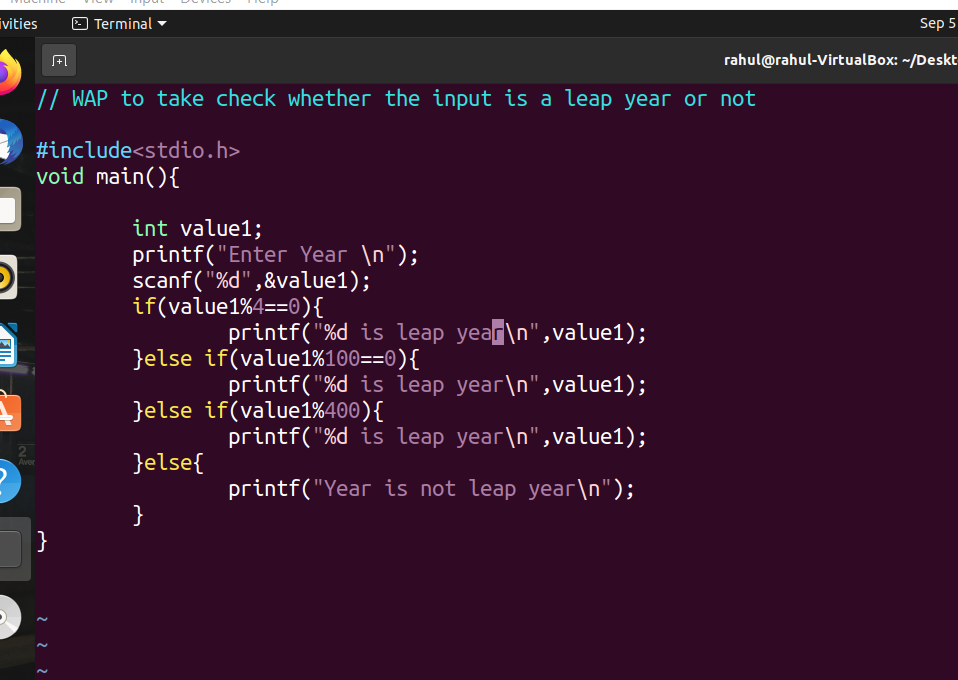 Machine View Input Devices Help
ivities Terminal Sep 5
rahul@rahul-VirtualBox: ~/Deskt
// WAP to take check whether the input is a leap year or not
#include<stdio.h>
void main(){
int value1;
printf("Enter Year \n");
scanf("%d",&value1);
if(value1%4==0){
printf("%d is leap year\n",value1);
}else if(value1%100==0){
printf("%d is leap year\n",value1);
}else if(value1%400){
printf("%d is leap year\n",value1);
}else{
printf("Year is not leap year\n");
}
}
~
~
~